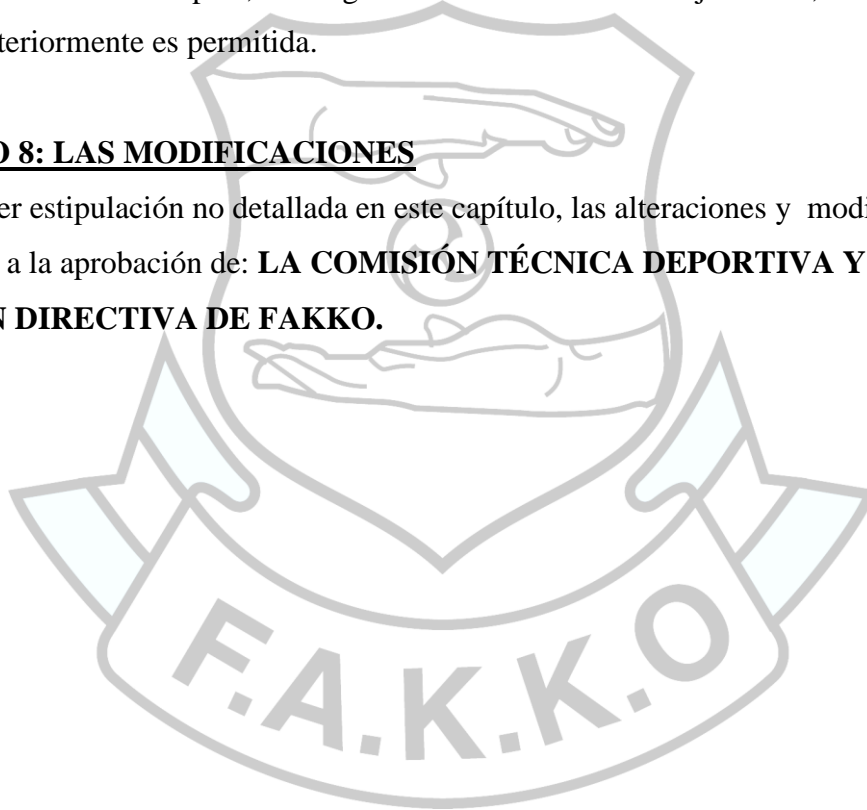 teriormente es permitida.
O 8: LAS MODIFICACIONES
er estipulación no detallada en este capítulo, las alteraciones y modi
a la aprobación de: LA COMISIÓN TÉCNICA DEPORTIVA Y
N DIRECTIVA DE FAKKO.
F.A.K.K.O